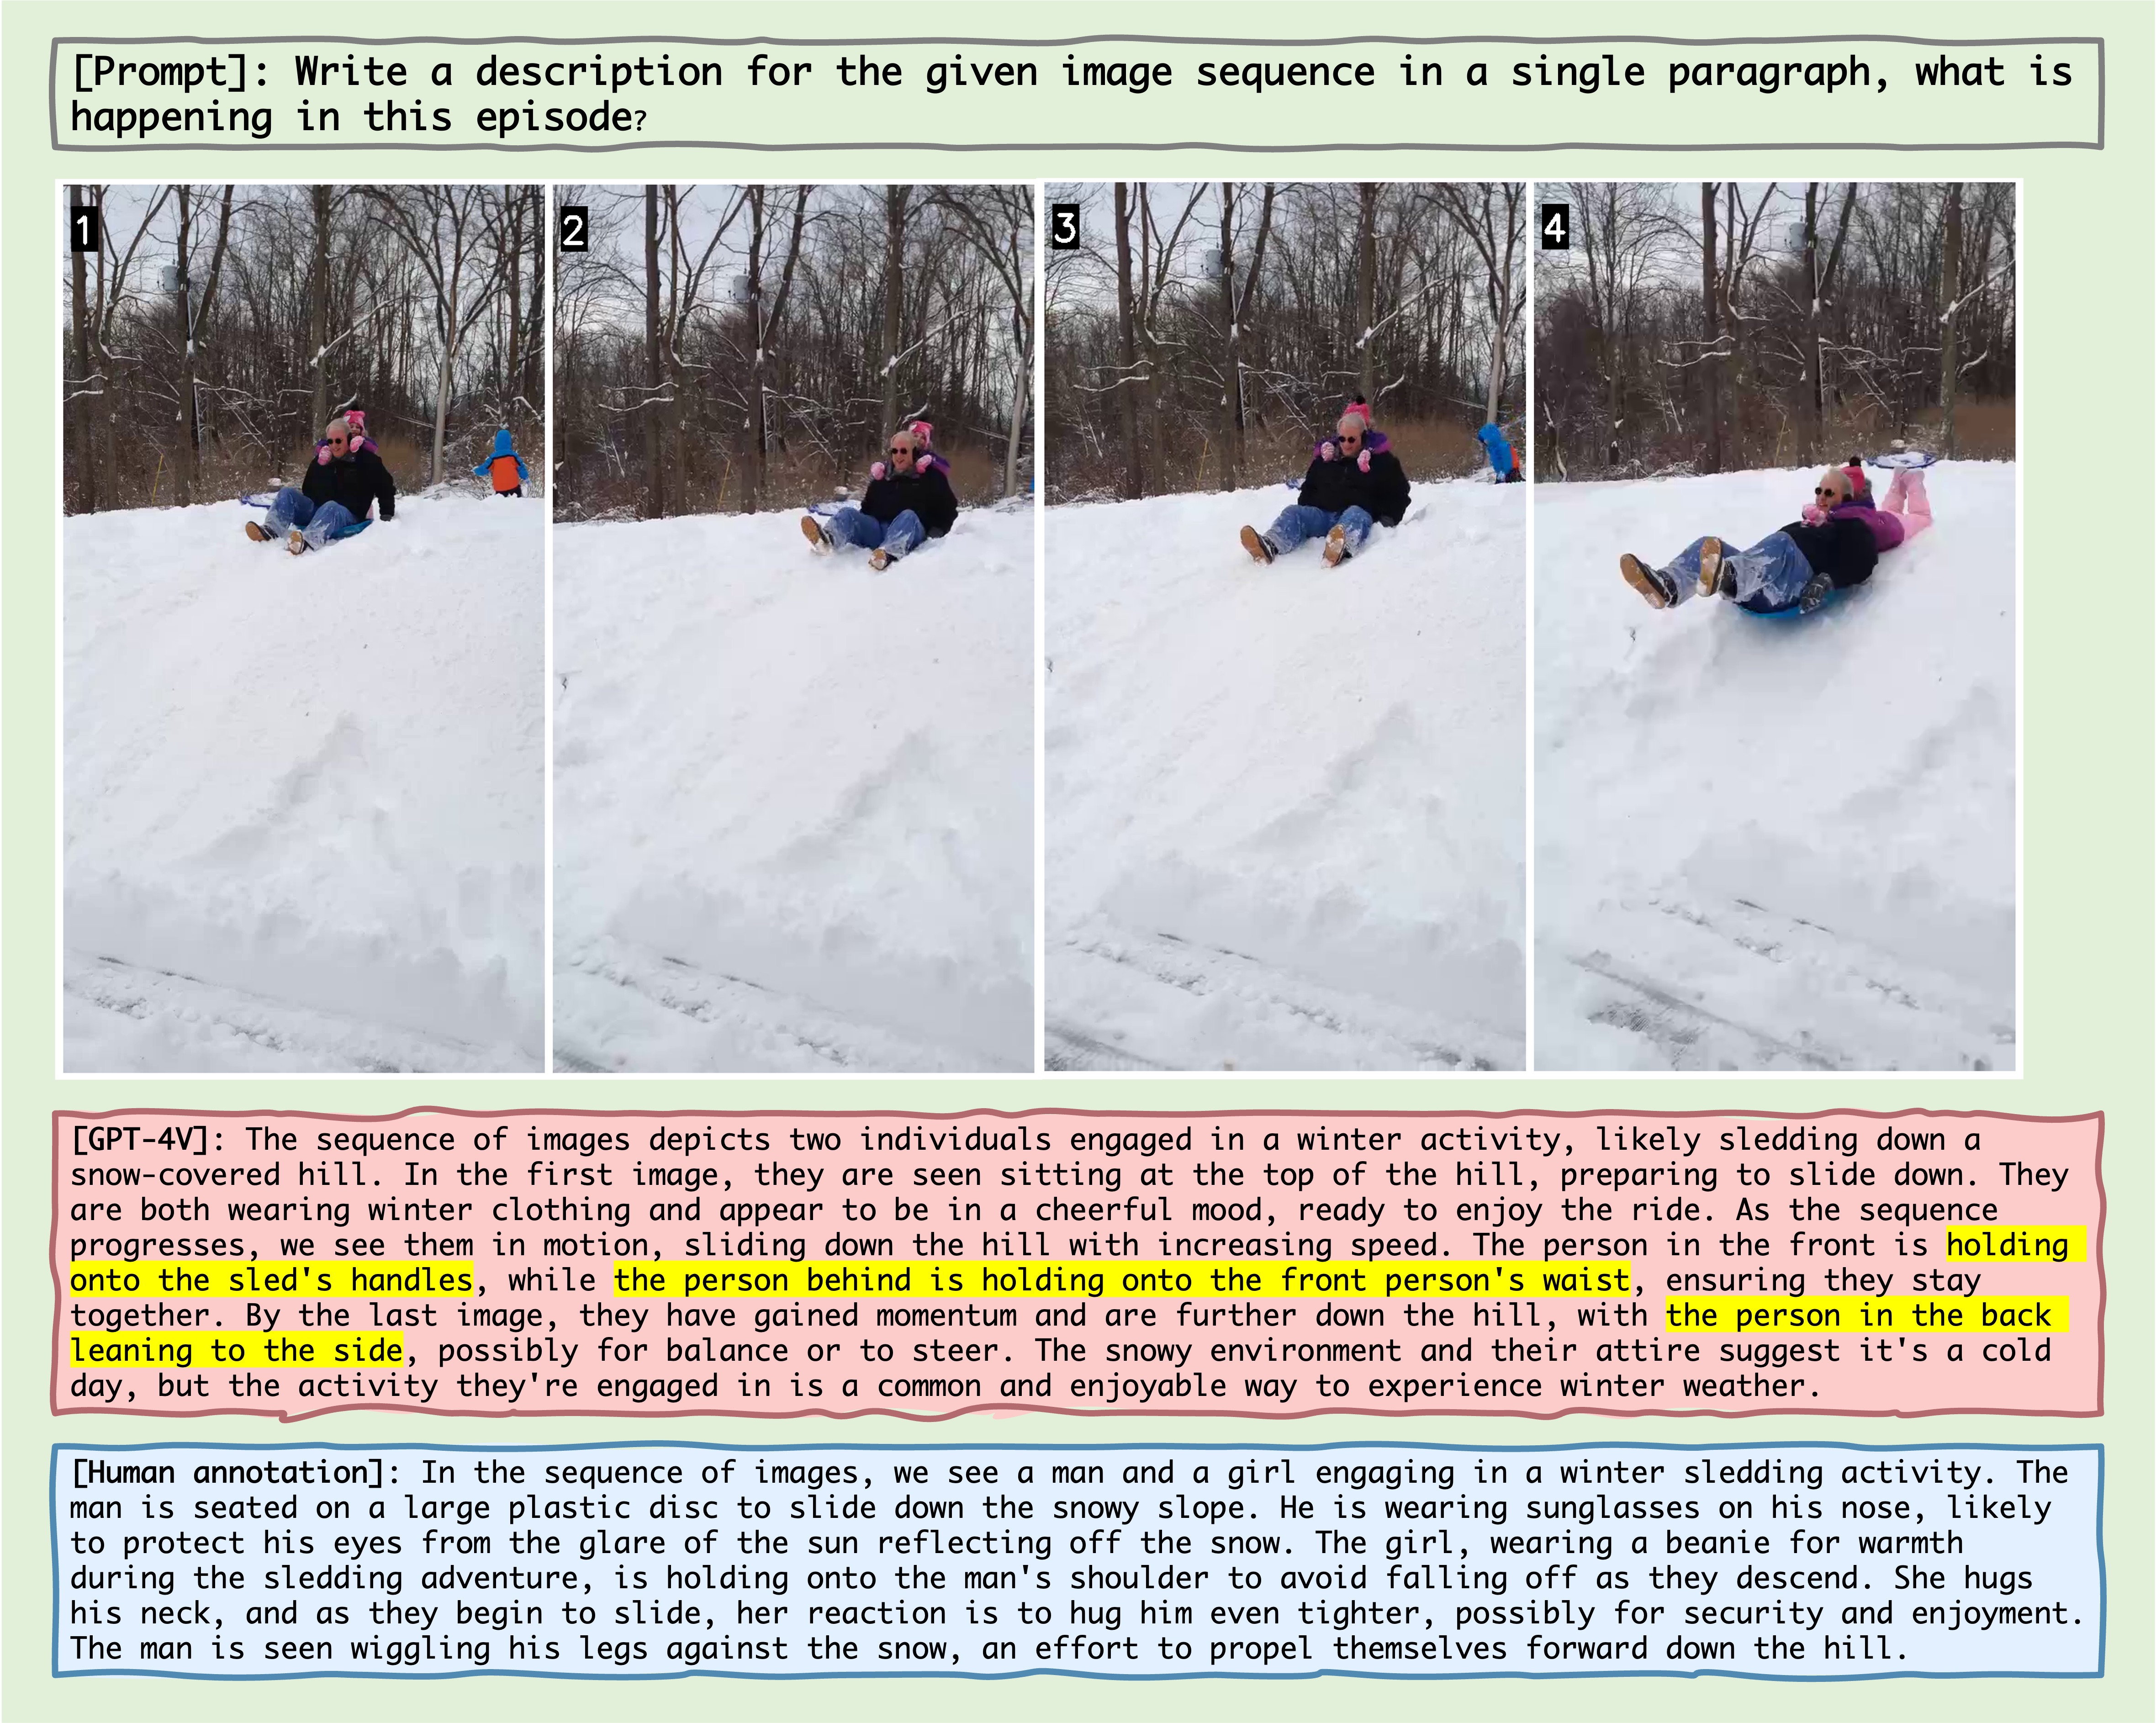 [Prompt]: Write a description for the given image sequence in a single paragraph, what is
happening in this episode?
1
2
3
4
[GPT-4V]: The sequence of images depicts two individuals engaged in a winter activity, likely sledding down a
snow-covered hill. In the first image, they are seen sitting at the top of the hill, preparing to slide down. They
are both wearing winter clothing and appear to be in a cheerful mood, ready to enjoy the ride. As the sequence
progresses, we see them in motion, sliding down the hill with increasing speed. The person in the front is holding
onto the sled's handles, while the person behind is holding onto the front person's waist, ensuring they stay
together. By the last image, they have gained momentum and are further down the hill, with the person in the back
leaning to the side, possibly for balance or to steer. The snowy environment and their attire suggest it's a cold
day, but the activity they're engaged in is a common and enjoyable way to experience winter weather.
[Human annotation]: In the sequence of images, we see a man and a girl engaging in a winter sledding activity. The
man is seated on a large plastic disc to slide down the snowy slope. He is wearing sunglasses on his nose, likely
to protect his eyes from the glare of the sun reflecting off the snow. The girl, wearing a beanie for warmth
during the sledding adventure, is holding onto the man's shoulder to avoid falling off as they descend. She hugs
his neck, and as they begin to slide, her reaction is to hug him even tighter, possibly for security and enjoyment.
The man is seen wiggling his legs against the snow, an effort to propel themselves forward down the hill.